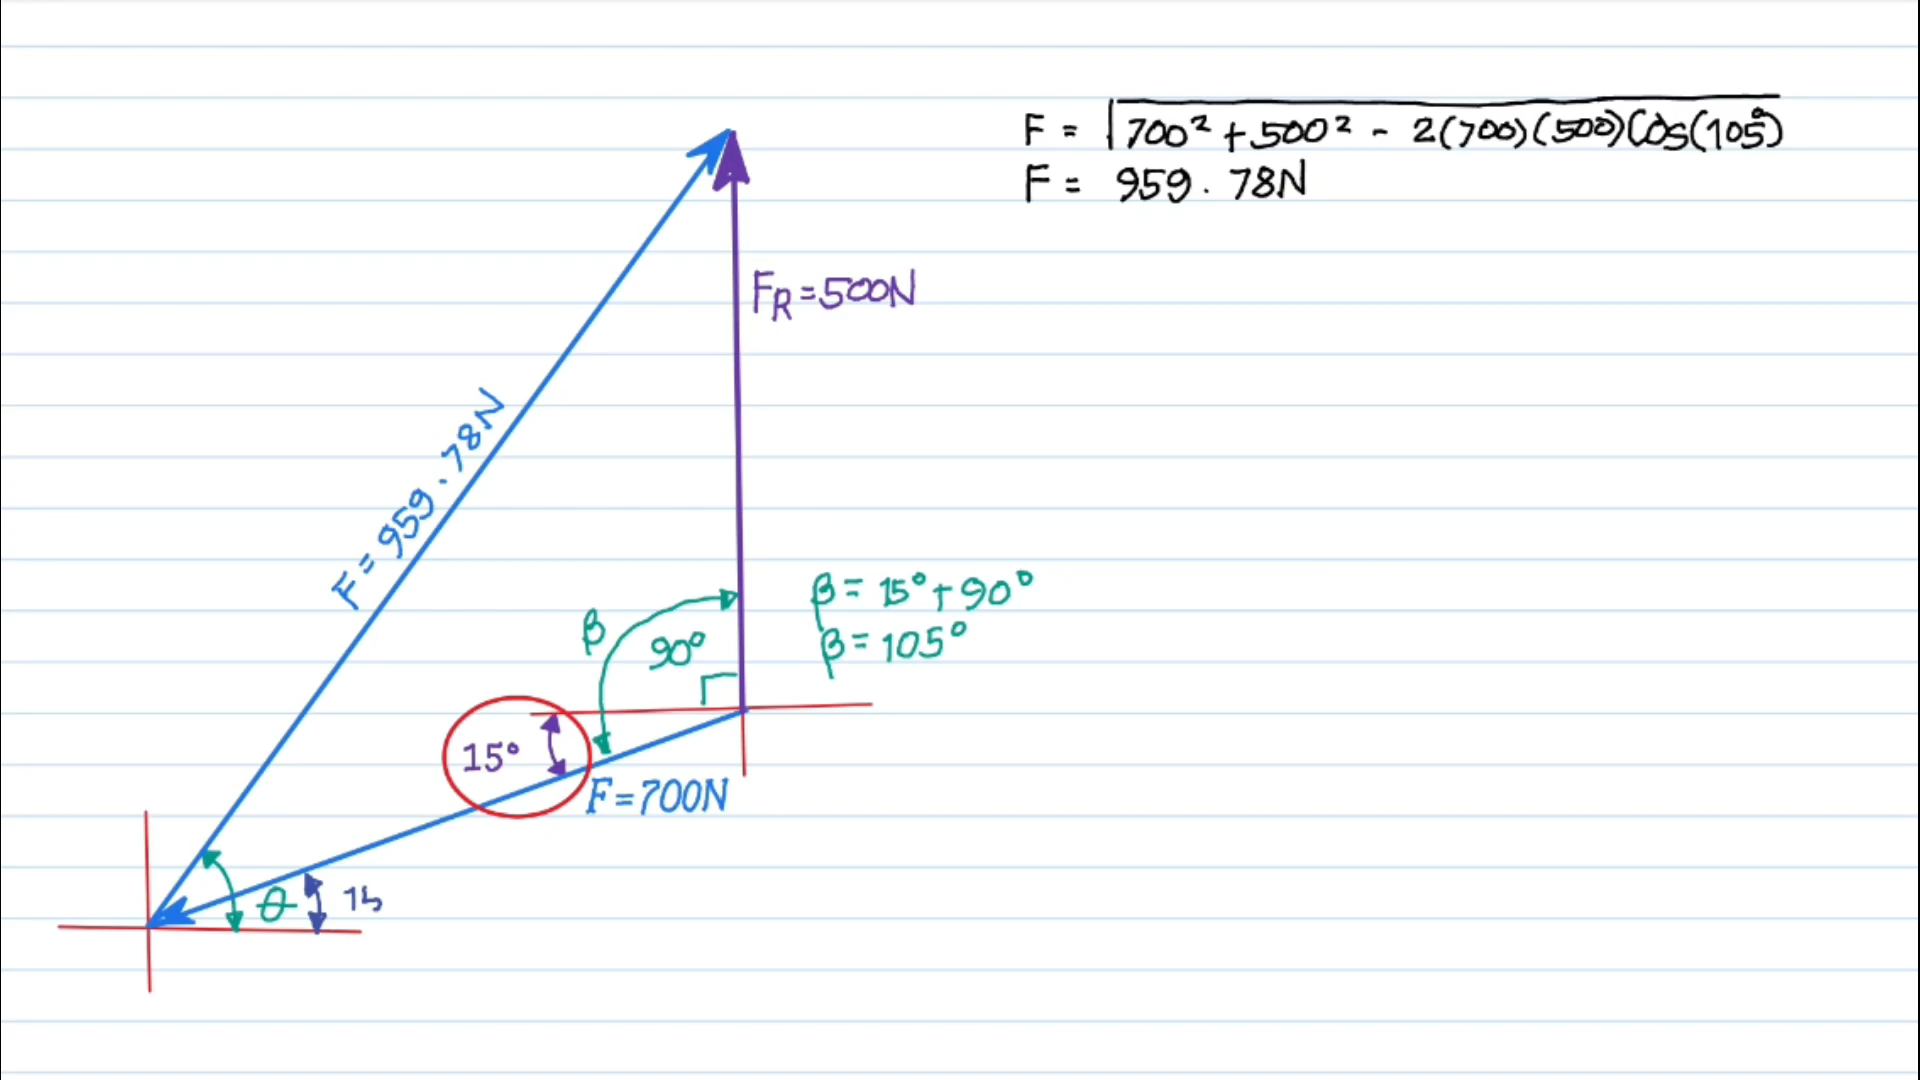 F = √700² + 500² - 2(700)(500)Cos(105°)
F = 959.78N
F_R = 500N
F = 959.78N
β = 15° + 90°
β
90°
β = 105°
15°
F = 700N
θ
15